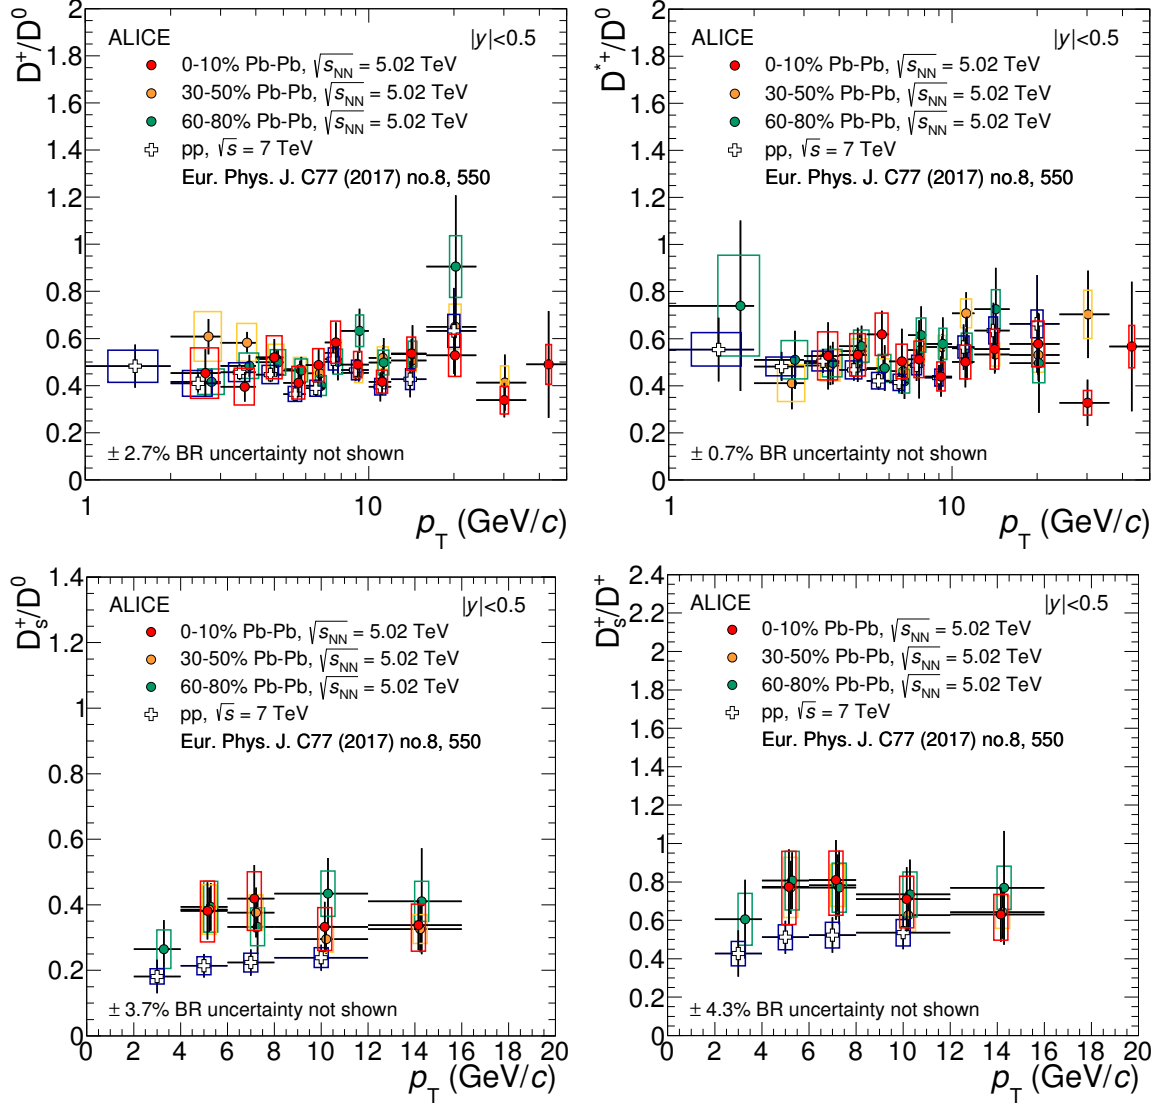 D⁺/D⁰
2
1.8
1.6
1.4
1.2
1
0.8
0.6
0.4
0.2
0
ALICE
|y|<0.5
0-10% Pb-Pb, √sNN = 5.02 TeV
30-50% Pb-Pb, √sNN = 5.02 TeV
60-80% Pb-Pb, √sNN = 5.02 TeV
pp, √s = 7 TeV
Eur. Phys. J. C77 (2017) no.8, 550
± 2.7% BR uncertainty not shown
1 10
pT (GeV/c)
D*⁺/D⁰
2
1.8
1.6
1.4
1.2
1
0.8
0.6
0.4
0.2
0
ALICE
|y|<0.5
0-10% Pb-Pb, √sNN = 5.02 TeV
30-50% Pb-Pb, √sNN = 5.02 TeV
60-80% Pb-Pb, √sNN = 5.02 TeV
pp, √s = 7 TeV
Eur. Phys. J. C77 (2017) no.8, 550
± 0.7% BR uncertainty not shown
1 10
pT (GeV/c)
Ds⁺/D⁰
1.4
1.2
1
0.8
0.6
0.4
0.2
0
ALICE
|y|<0.5
0-10% Pb-Pb, √sNN = 5.02 TeV
30-50% Pb-Pb, √sNN = 5.02 TeV
60-80% Pb-Pb, √sNN = 5.02 TeV
pp, √s = 7 TeV
Eur. Phys. J. C77 (2017) no.8, 550
± 3.7% BR uncertainty not shown
0 2 4 6 8 10 12 14 16 18 20
pT (GeV/c)
Ds⁺/D⁺
2.4
2.2
2
1.8
1.6
1.4
1.2
1
0.8
0.6
0.4
0.2
0
ALICE
|y|<0.5
0-10% Pb-Pb, √sNN = 5.02 TeV
30-50% Pb-Pb, √sNN = 5.02 TeV
60-80% Pb-Pb, √sNN = 5.02 TeV
pp, √s = 7 TeV
Eur. Phys. J. C77 (2017) no.8, 550
± 4.3% BR uncertainty not shown
0 2 4 6 8 10 12 14 16 18 20
pT (GeV/c)